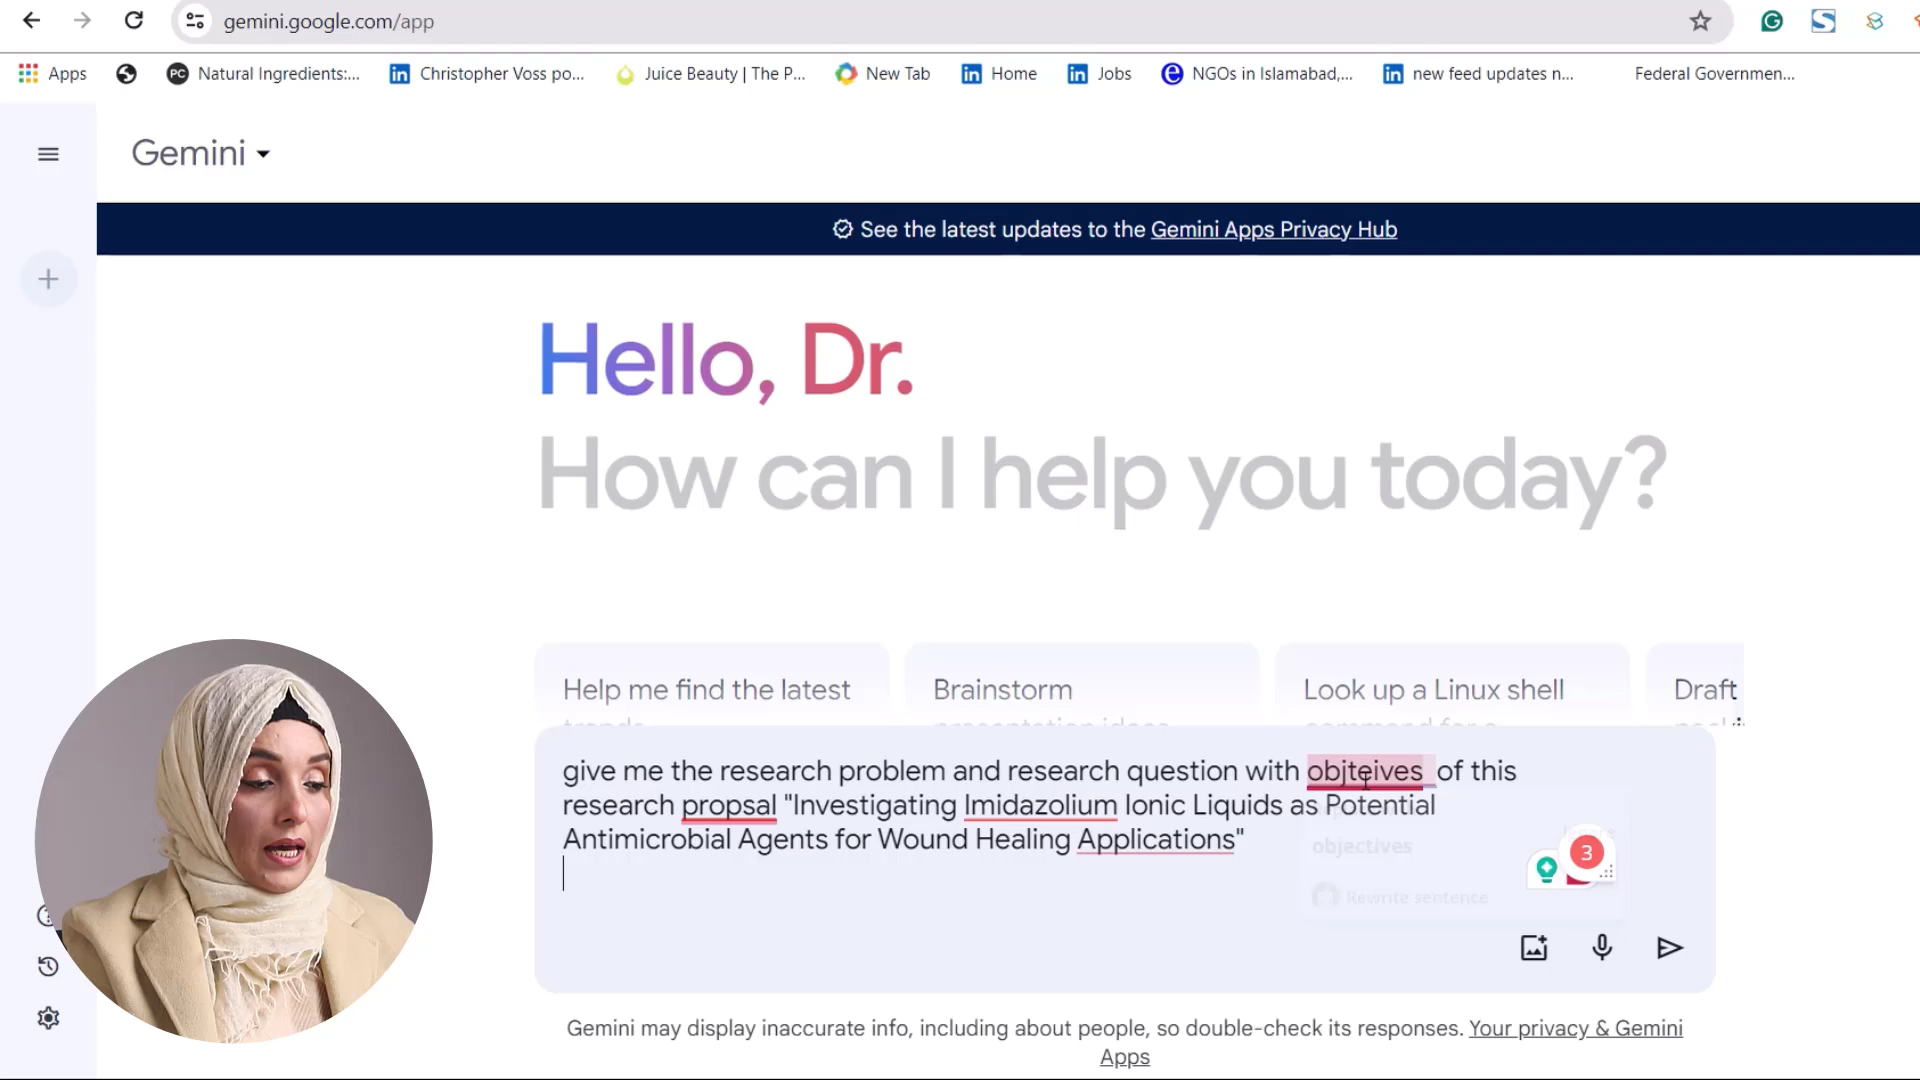 gemini.google.com/app
Apps
Natural Ingredients:...
Christopher Voss po...
Juice Beauty | The P...
New Tab
Home
Jobs
NGOs in Islamabad,...
new feed updates n...
Federal Governmen...
Gemini
See the latest updates to the Gemini Apps Privacy Hub
Hello, Dr.
How can I help you today?
Help me find the latest
trends
Brainstorm
presentation ideas
Look up a Linux shell
command for a
Draft
give me the research problem and research question with objteives of this
research propsal "Investigating Imidazolium Ionic Liquids as Potential
Antimicrobial Agents for Wound Healing Applications"
objectives
Rewrite sentence
3
Gemini may display inaccurate info, including about people, so double-check its responses. Your privacy & Gemini
Apps